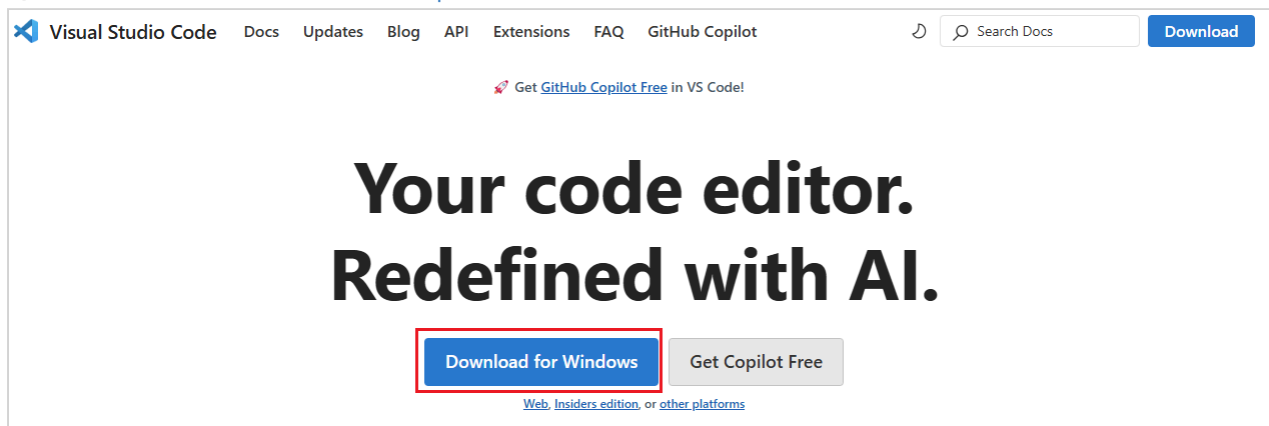 Visual Studio Code Docs Updates Blog API Extensions FAQ GitHub Copilot Search Docs Download
🚀 Get GitHub Copilot Free in VS Code!
Your code editor.
Redefined with AI.
Download for Windows Get Copilot Free
Web, Insiders edition, or other platforms